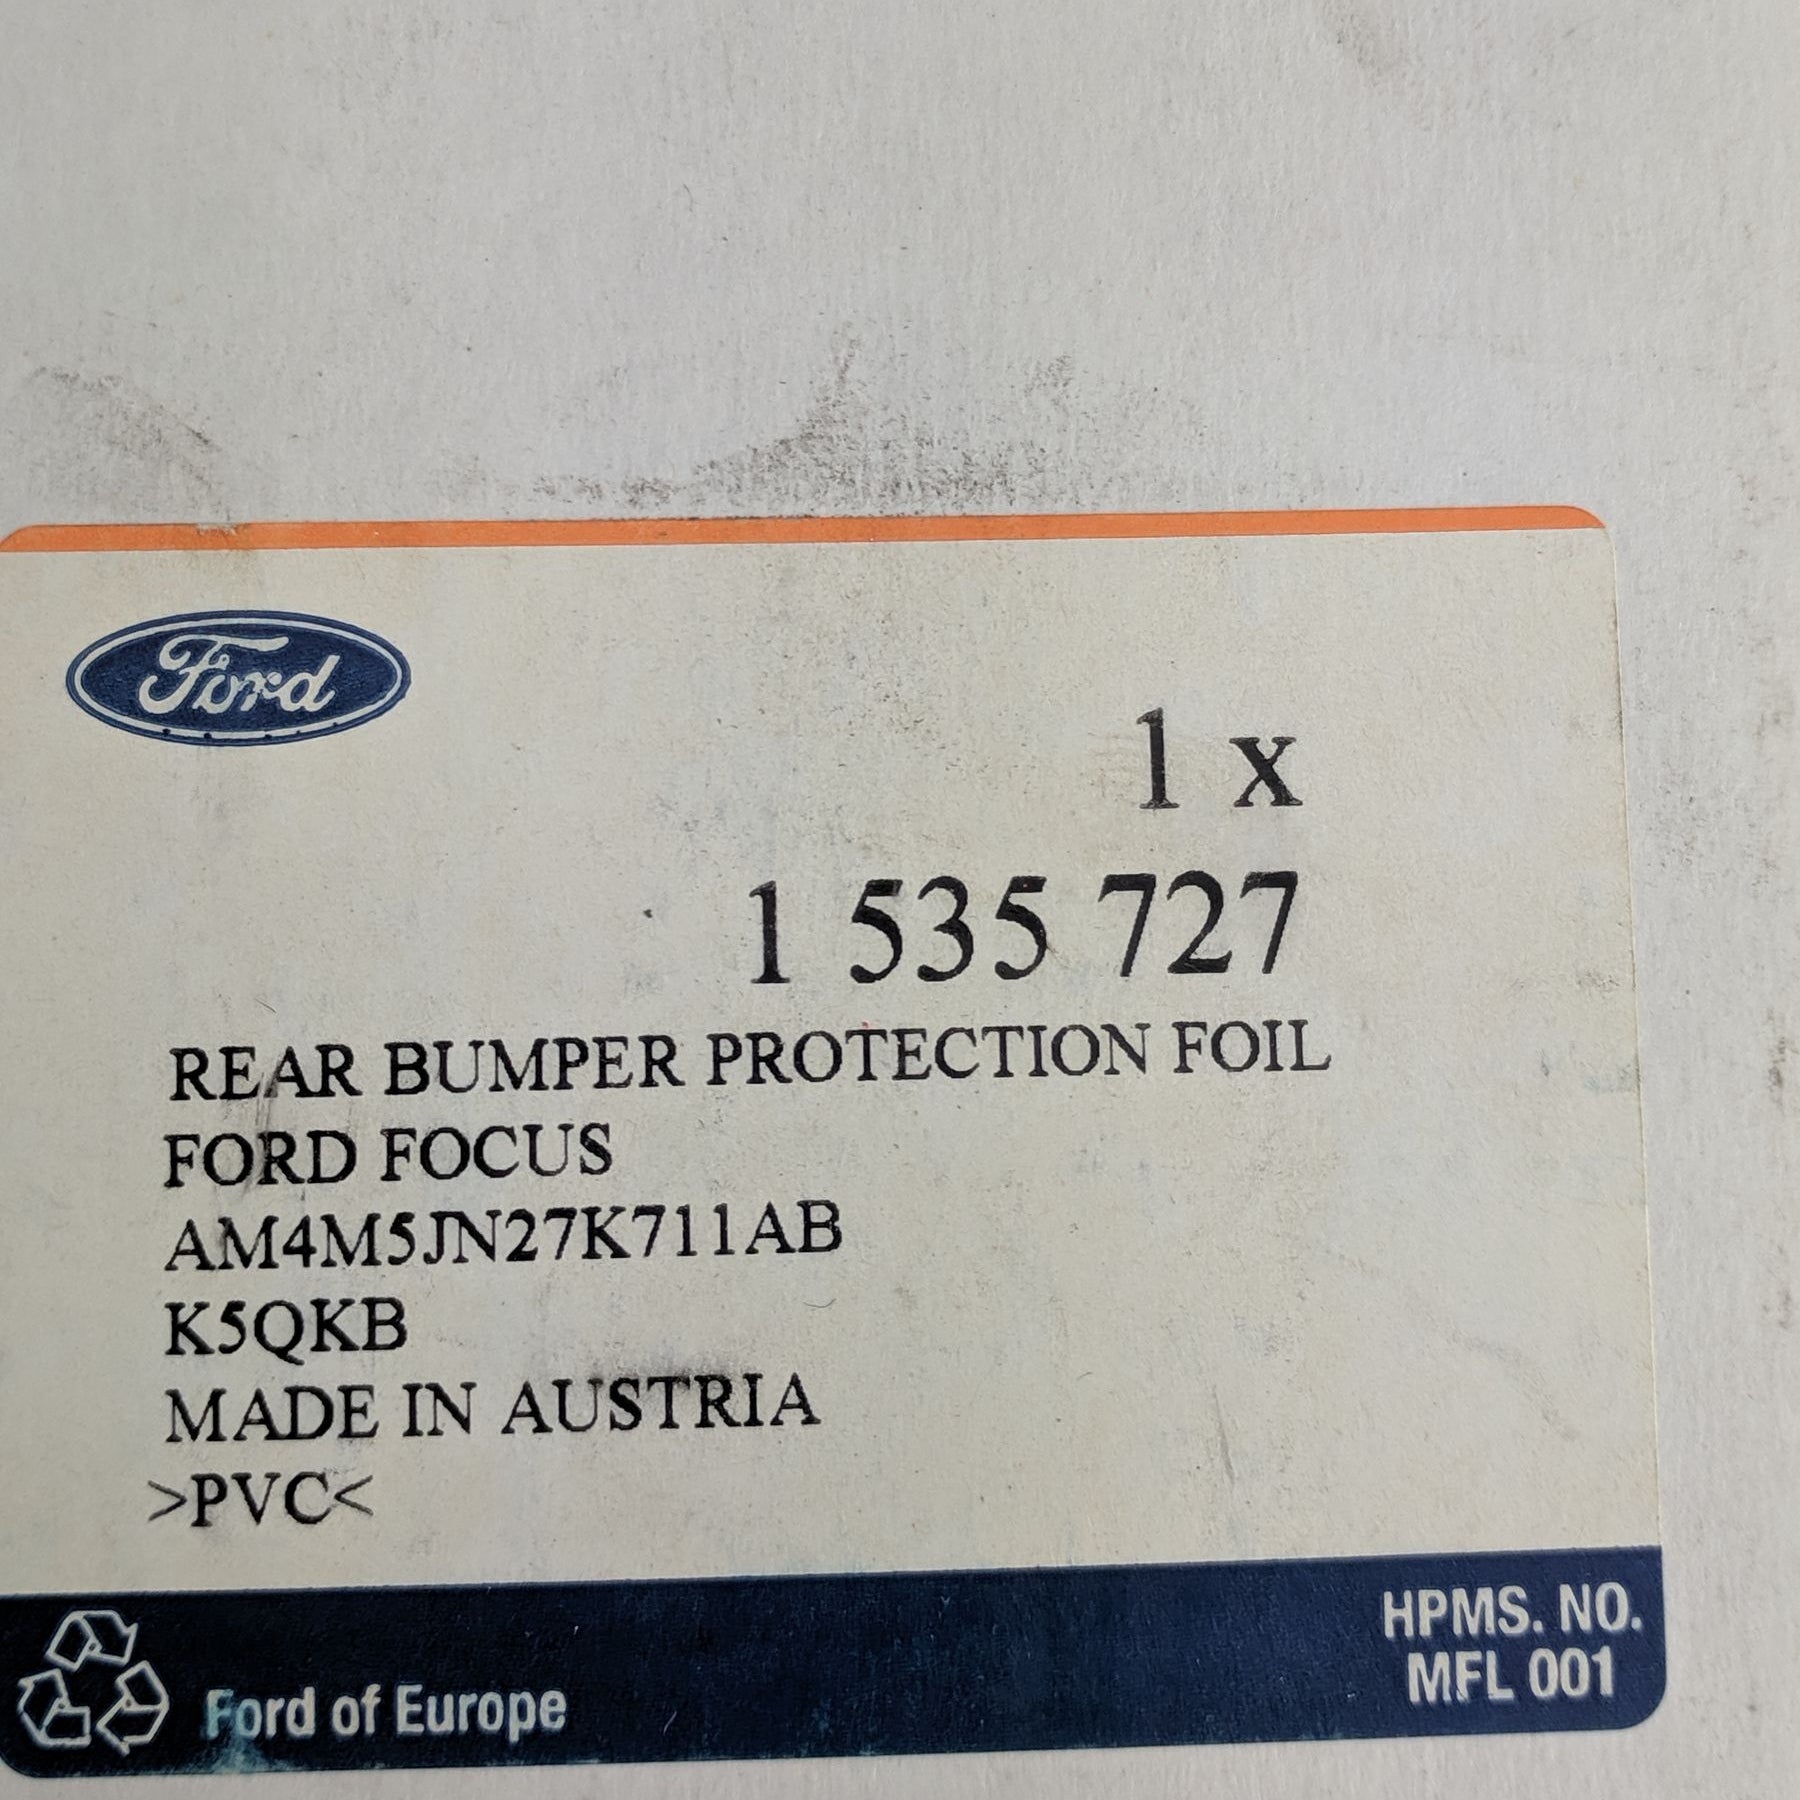 Ford
1 x
1 535 727
REAR BUMPER PROTECTION FOIL
FORD FOCUS
AM4M5JN27K711AB
K5QKB
MADE IN AUSTRIA
>PVC<
Ford of Europe
HPMS. NO.
MFL 001